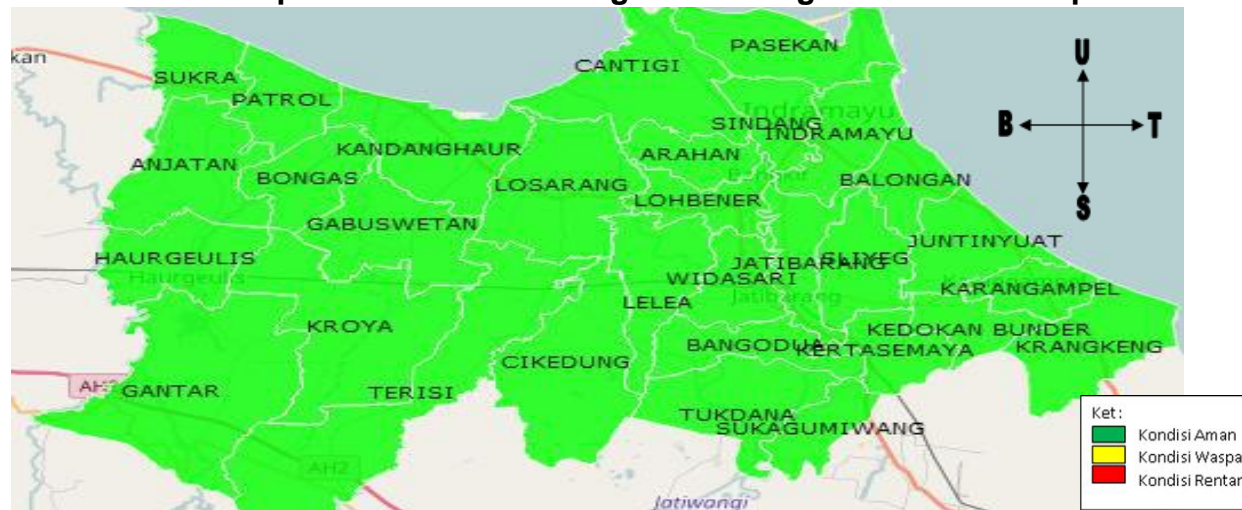 kan
PASEKAN
CANTIGI
U
SUKRA
PATROL
Indramayu
SINDANG
INDRAMAYU
B
T
KANDANGHAUR
ARAHAN
ANJATAN
BONGAS
LOSARANG
BALONGAN
LOHBENER
S
GABUSWETAN
JUNTINYUAT
HAURGEULIS
Haurgeulis
JATIBARANG
SLIYEG
WIDASARI
Jatibarang
KARANGAMPEL
LELEA
KROYA
KEDOKAN BUNDER
BANGODUA
KERTASEMAYA
KRANGKENG
CIKEDUNG
GANTAR
TERISI
TUKDANA
SUKAGUMIWANG
AH2
Jatiwangi
Ket:
Kondisi Aman
Kondisi Waspa
Kondisi Rentan